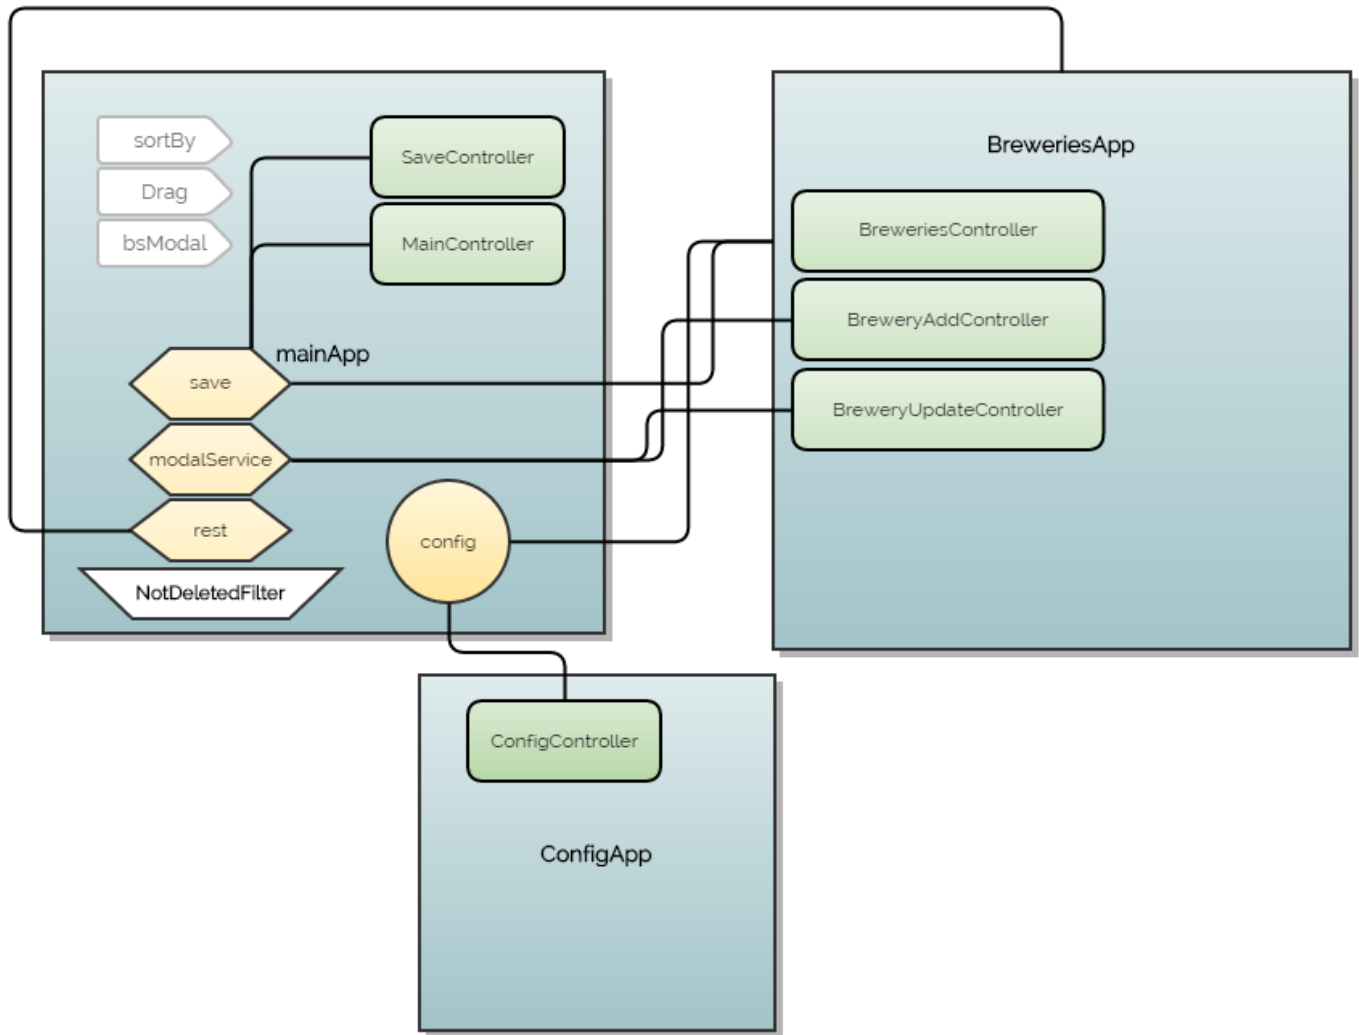 sortBy
Drag
bsModal
SaveController
MainController
mainApp
save
modalService
rest
NotDeletedFilter
config
BreweriesApp
BreweriesController
BreweryAddController
BreweryUpdateController
ConfigController
ConfigApp